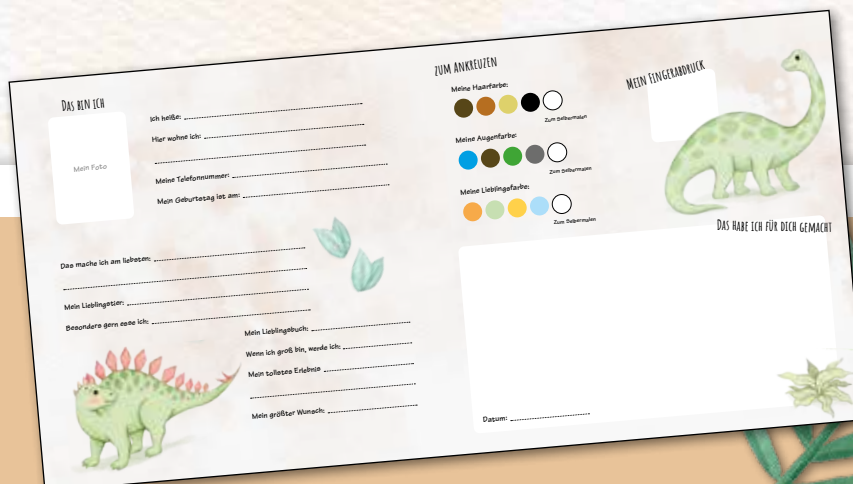 Das bin ich
Mein Foto
Ich heiße:
Hier wohne ich:
Meine Telefonnummer:
Mein Geburtstag ist am:
Das mache ich am liebsten:
Mein Lieblingstier:
Besonders gern esse ich:
Mein Lieblingsbuch:
Wenn ich groß bin, werde ich:
Mein tollstes Erlebnis
Mein größter Wunsch:
zum Ankreuzen
Meine Haarfarbe:
Zum Selbermalen
Meine Augenfarbe:
Zum Selbermalen
Meine Lieblingsfarbe:
Zum Selbermalen
Mein Fingerabdruck
Das habe ich für dich gemacht
Datum: